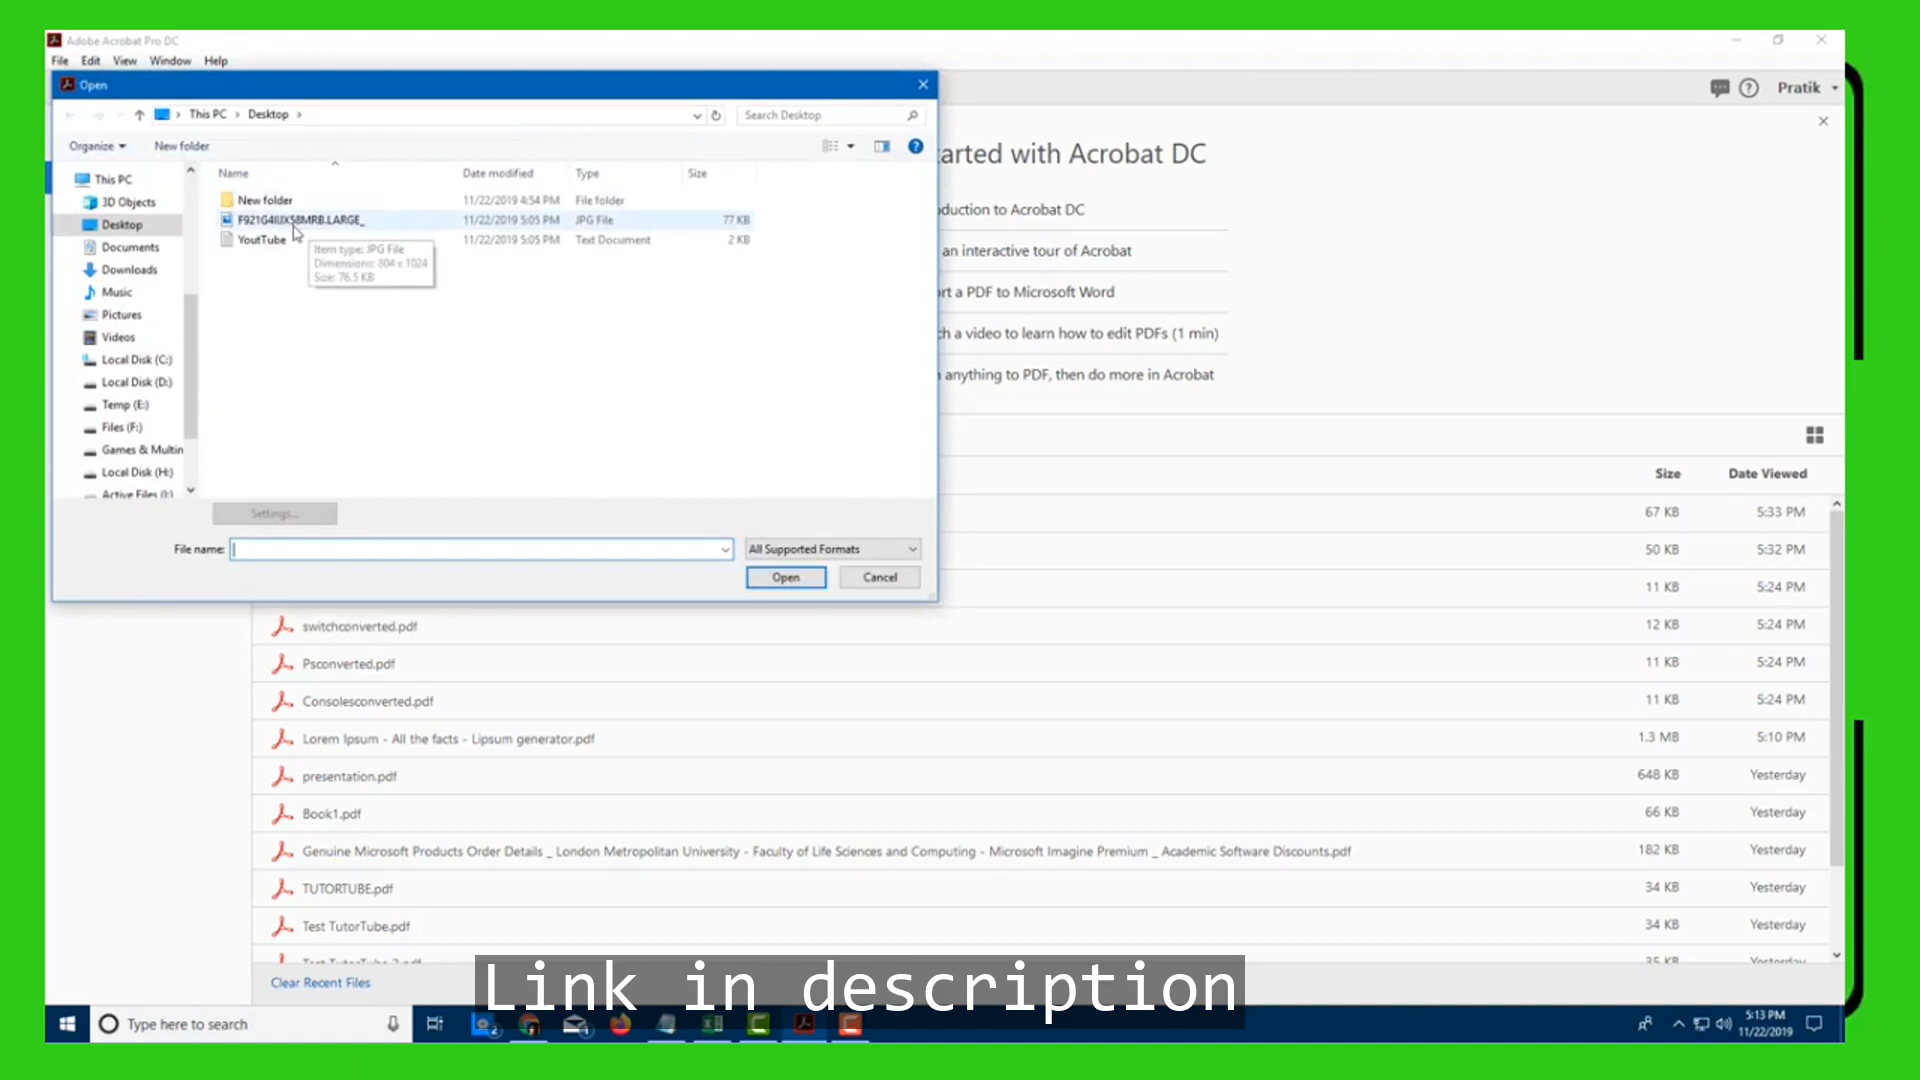 Adobe Acrobat Pro DC
File Edit View Window Help
Open
This PC > Desktop >
Search Desktop
Pratik
Organize
New folder
arted with Acrobat DC
Name
Date modified
Type
Size
This PC
3D Objects
Desktop
Documents
Downloads
Music
Pictures
Videos
Local Disk (C:)
Local Disk (D:)
Temp (E:)
Files (F:)
Games & Multin
Local Disk (H:)
Active Files (I:)
New folder 11/22/2019 4:54 PM File folder
11/22/2019 5:05 PM JPG File 77 KB
YoutTube 11/22/2019 5:05 PM Text Document 2 KB
Item type: JPG File
Dimensions: 804 x 1024
Size: 76.5 KB
duction to Acrobat DC
an interactive tour of Acrobat
rt a PDF to Microsoft Word
ch a video to learn how to edit PDFs (1 min)
anything to PDF, then do more in Acrobat
Settings...
File name:
All Supported Formats
Open
Cancel
Size
Date Viewed
67 KB 5:33 PM
50 KB 5:32 PM
11 KB 5:24 PM
switchconverted.pdf 12 KB 5:24 PM
Psconverted.pdf 11 KB 5:24 PM
Consolesconverted.pdf 11 KB 5:24 PM
Lorem Ipsum - All the facts - Lipsum generator.pdf 1.3 MB 5:10 PM
presentation.pdf 648 KB Yesterday
Book1.pdf 66 KB Yesterday
Genuine Microsoft Products Order Details _ London Metropolitan University - Faculty of Life Sciences and Computing - Microsoft Imagine Premium _ Academic Software Discounts.pdf 182 KB Yesterday
TUTORTUBE.pdf 34 KB Yesterday
Test TutorTube.pdf 34 KB Yesterday
Clear Recent Files
Link in description
Type here to search
5:13 PM
11/22/2019